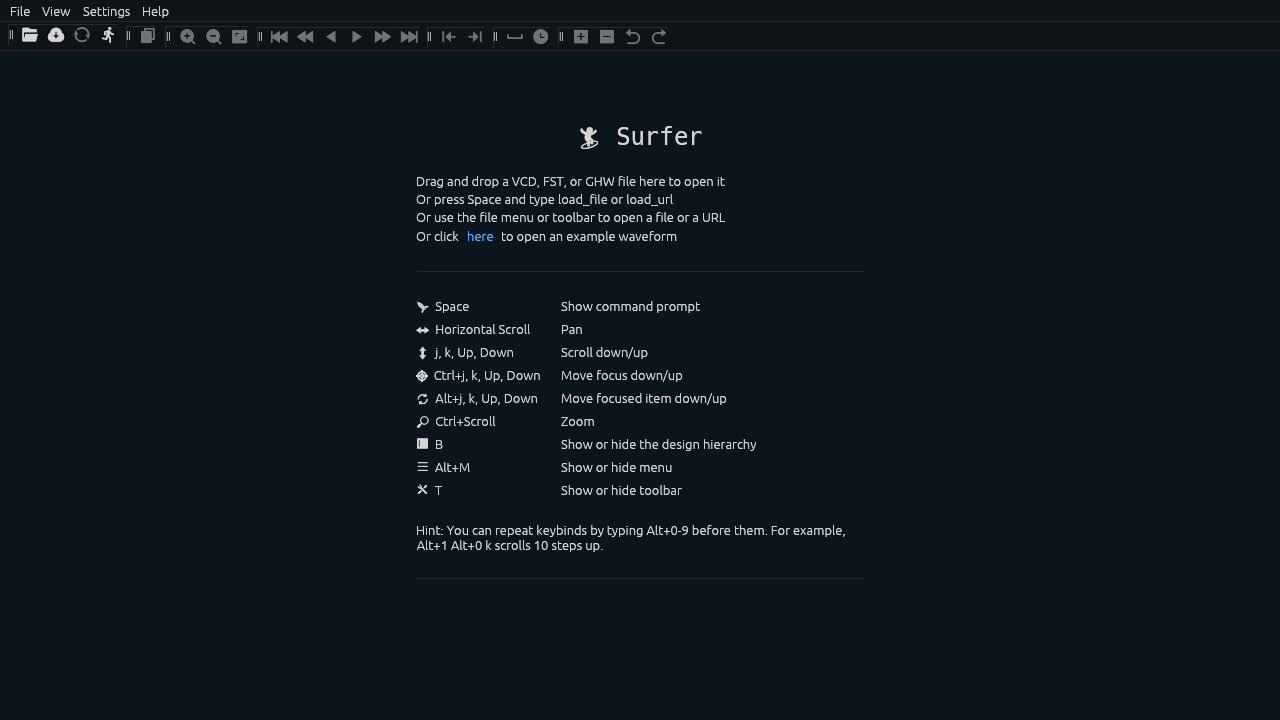 File View Settings Help
Surfer
Drag and drop a VCD, FST, or GHW file here to open it
Or press Space and type load_file or load_url
Or use the file menu or toolbar to open a file or a URL
Or click here to open an example waveform
Space Show command prompt
Horizontal Scroll Pan
j, k, Up, Down Scroll down/up
Ctrl+j, k, Up, Down Move focus down/up
Alt+j, k, Up, Down Move focused item down/up
Ctrl+Scroll Zoom
B Show or hide the design hierarchy
Alt+M Show or hide menu
T Show or hide toolbar
Hint: You can repeat keybinds by typing Alt+0-9 before them. For example,
Alt+1 Alt+0 k scrolls 10 steps up.